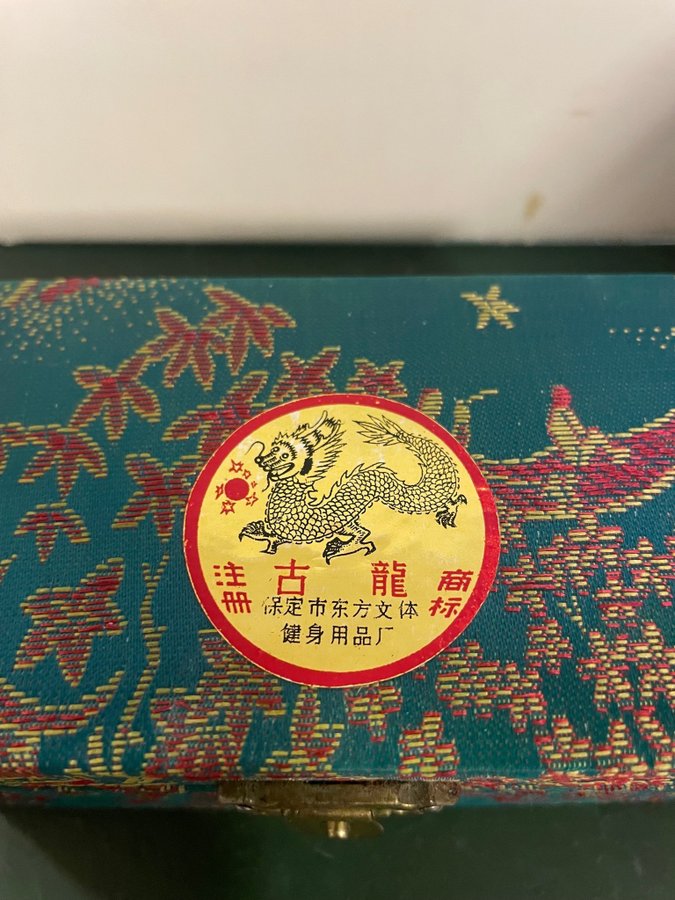 注册 古龍 商标
保定市东方文体
健身用品厂